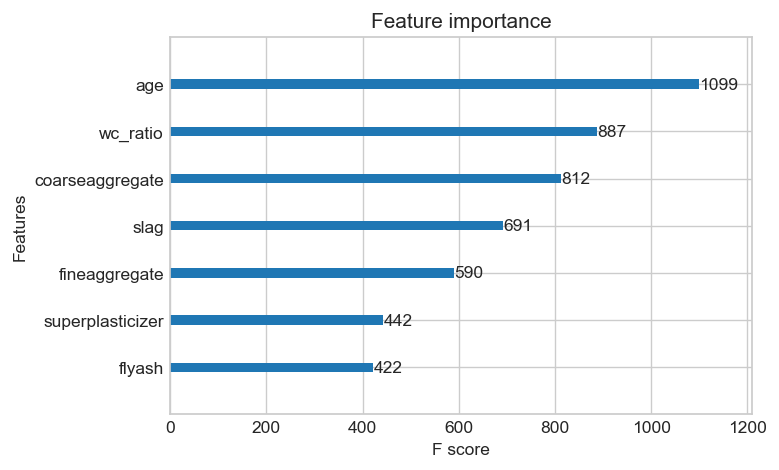 Feature importance
Features
age 1099
wc_ratio 887
coarseaggregate 812
slag 691
fineaggregate 590
superplasticizer 442
flyash 422
0 200 400 600 800 1000 1200
F score